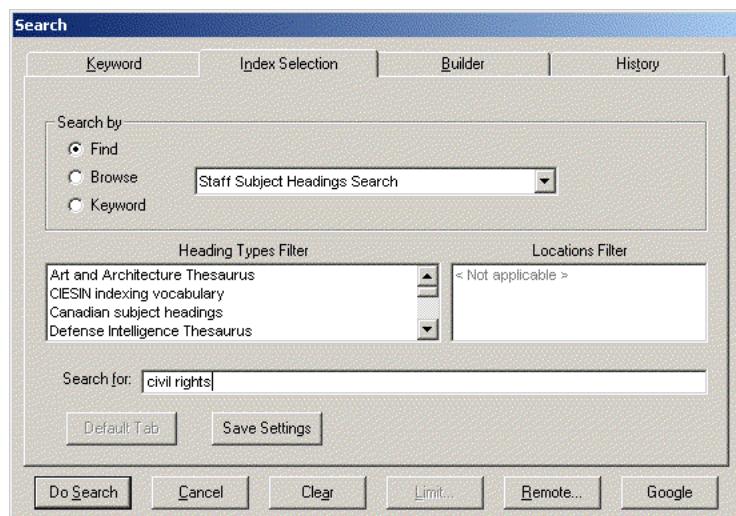 Search
Keyword Index Selection Builder History
Search by
Find
Browse
Staff Subject Headings Search
Keyword
Heading Types Filter Locations Filter
Art and Architecture Thesaurus < Not applicable >
CIESIN indexing vocabulary
Canadian subject headings
Defense Intelligence Thesaurus
Search for: civil rights
Default Tab Save Settings
Do Search Cancel Clear Limit... Remote... Google